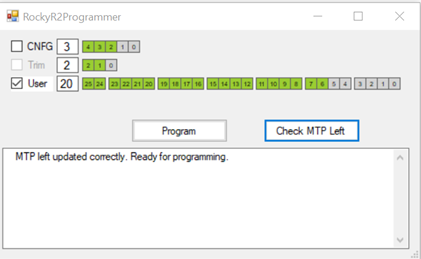 RockyR2Programmer
CNFG 3 4 3 2 1 0
Trim 2 2 1 0
User 20 25 24 23 22 21 20 19 18 17 16 15 14 13 12 11 10 9 8 7 6 5 4 3 2 1 0
Program Check MTP Left
MTP left updated correctly. Ready for programming.